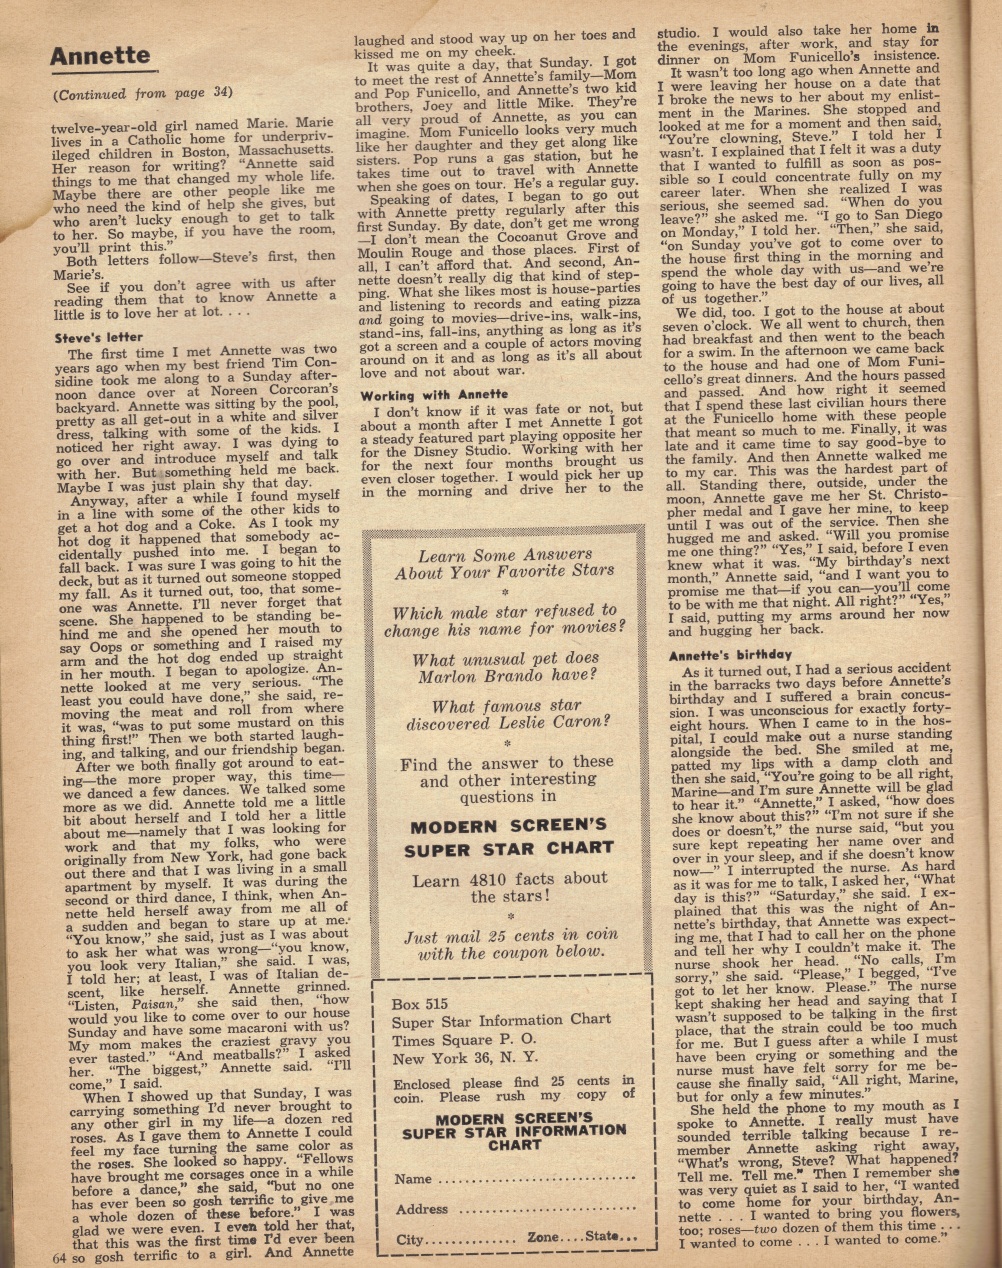 Annette
(Continued from page 34)
twelve-year-old girl named Marie. Marie
lives in a Catholic home for underpriv-
ileged children in Boston, Massachusetts.
Her reason for writing? "Annette said
things to me that changed my whole life.
Maybe there are other people like me
who need the kind of help she gives, but
who aren't lucky enough to get to talk
to her. So maybe, if you have the room,
you'll print this."
Both letters follow—Steve's first, then
Marie's.
See if you don't agree with us after
reading them that to know Annette a
little is to love her at lot. . . .
Steve's letter
The first time I met Annette was two
years ago when my best friend Tim Con-
sidine took me along to a Sunday after-
noon dance over at Noreen Corcoran's
backyard. Annette was sitting by the pool,
pretty as all get-out in a white and silver
dress, talking with some of the kids. I
noticed her right away. I was dying to
go over and introduce myself and talk
with her. But something held me back.
Maybe I was just plain shy that day.
Anyway, after a while I found myself
in a line with some of the other kids to
get a hot dog and a Coke. As I took my
hot dog it happened that somebody ac-
cidentally pushed into me. I began to
fall back. I was sure I was going to hit the
deck, but as it turned out someone stopped
my fall. As it turned out, too, that some-
one was Annette. I'll never forget that
scene. She happened to be standing be-
hind me and she opened her mouth to
say Oops or something and I raised my
arm and the hot dog ended up straight
in her mouth. I began to apologize. An-
nette looked at me very serious. "The
least you could have done," she said, re-
moving the meat and roll from where
it was, "was to put some mustard on this
thing first!" Then we both started laugh-
ing, and talking, and our friendship began.
After we both finally got around to eat-
ing—the more proper way, this time—
we danced a few dances. We talked some
more as we did. Annette told me a little
bit about herself and I told her a little
about me—namely that I was looking for
work and that my folks, who were
originally from New York, had gone back
out there and that I was living in a small
apartment by myself. It was during the
second or third dance, I think, when An-
nette held herself away from me all of
a sudden and began to stare up at me.
"You know," she said, just as I was about
to ask her what was wrong—"you know,
you look very Italian," she said. I was,
I told her; at least, I was of Italian de-
scent, like herself. Annette grinned.
"Listen, Paisan," she said then, "how
would you like to come over to our house
Sunday and have some macaroni with us?
My mom makes the craziest gravy you
ever tasted." "And meatballs?" I asked
her. "The biggest," Annette said. "I'll
come," I said.
When I showed up that Sunday, I was
carrying something I'd never brought to
any other girl in my life—a dozen red
roses. As I gave them to Annette I could
feel my face turning the same color as
the roses. She looked so happy. "Fellows
have brought me corsages once in a while
before a dance," she said, "but no one
has ever been so gosh terrific to give me
a whole dozen of these before." I was
glad we were even. I even told her that,
that this was the first time I'd ever been
so gosh terrific to a girl. And Annette
64
laughed and stood way up on her toes and
kissed me on my cheek.
It was quite a day, that Sunday. I got
to meet the rest of Annette's family—Mom
and Pop Funicello, and Annette's two kid
brothers, Joey and little Mike. They're
all very proud of Annette, as you can
imagine. Mom Funicello looks very much
like her daughter and they get along like
sisters. Pop runs a gas station, but he
takes time out to travel with Annette
when she goes on tour. He's a regular guy.
Speaking of dates, I began to go out
with Annette pretty regularly after this
first Sunday. By date, don't get me wrong
—I don't mean the Cocoanut Grove and
Moulin Rouge and those places. First of
all, I can't afford that. And second, An-
nette doesn't really dig that kind of step-
ping. What she likes most is house-parties
and listening to records and eating pizza
and going to movies—drive-ins, walk-ins,
stand-ins, fall-ins, anything as long as it's
got a screen and a couple of actors moving
around on it and as long as it's all about
love and not about war.
Working with Annette
I don't know if it was fate or not, but
about a month after I met Annette I got
a steady featured part playing opposite her
for the Disney Studio. Working with her
for the next four months brought us
even closer together. I would pick her up
in the morning and drive her to the
Learn Some Answers
About Your Favorite Stars
*
Which male star refused to
change his name for movies?
What unusual pet does
Marlon Brando have?
What famous star
discovered Leslie Caron?
*
Find the answer to these
and other interesting
questions in
MODERN SCREEN'S
SUPER STAR CHART
Learn 4810 facts about
the stars!
*
Just mail 25 cents in coin
with the coupon below.
Box 515
Super Star Information Chart
Times Square P. O.
New York 36, N. Y.
Enclosed please find 25 cents in
coin. Please rush my copy of
MODERN SCREEN'S
SUPER STAR INFORMATION
CHART
Name ............................
Address .........................
City............. Zone....State...
studio. I would also take her home in
the evenings, after work, and stay for
dinner on Mom Funicello's insistence.
It wasn't too long ago when Annette and
I were leaving her house on a date that
I broke the news to her about my enlist-
ment in the Marines. She stopped and
looked at me for a moment and then said,
"You're clowning, Steve." I told her I
wasn't. I explained that I felt it was a duty
that I wanted to fulfill as soon as pos-
sible so I could concentrate fully on my
career later. When she realized I was
serious, she seemed sad. "When do you
leave?" she asked me. "I go to San Diego
on Monday," I told her. "Then," she said,
"on Sunday you've got to come over to
the house first thing in the morning and
spend the whole day with us—and we're
going to have the best day of our lives, all
of us together."
We did, too. I got to the house at about
seven o'clock. We all went to church, then
had breakfast and then went to the beach
for a swim. In the afternoon we came back
to the house and had one of Mom Funi-
cello's great dinners. And the hours passed
and passed. And how right it seemed
that I spend these last civilian hours there
at the Funicello home with these people
that meant so much to me. Finally, it was
late and it came time to say good-bye to
the family. And then Annette walked me
to my car. This was the hardest part of
all. Standing there, outside, under the
moon, Annette gave me her St. Christo-
pher medal and I gave her mine, to keep
until I was out of the service. Then she
hugged me and asked. "Will you promise
me one thing?" "Yes," I said, before I even
knew what it was. "My birthday's next
month," Annette said, "and I want you to
promise me that—if you can—you'll come
to be with me that night. All right?" "Yes,"
I said, putting my arms around her now
and hugging her back.
Annette's birthday
As it turned out, I had a serious accident
in the barracks two days before Annette's
birthday and I suffered a brain concus-
sion. I was unconscious for exactly forty-
eight hours. When I came to in the hos-
pital, I could make out a nurse standing
alongside the bed. She smiled at me,
patted my lips with a damp cloth and
then she said, "You're going to be all right,
Marine—and I'm sure Annette will be glad
to hear it." "Annette," I asked, "how does
she know about this?" "I'm not sure if she
does or doesn't," the nurse said, "but you
sure kept repeating her name over and
over in your sleep, and if she doesn't know
now—" I interrupted the nurse. As hard
as it was for me to talk, I asked her, "What
day is this?" "Saturday," she said. I ex-
plained that this was the night of An-
nette's birthday, that Annette was expect-
ing me, that I had to call her on the phone
and tell her why I couldn't make it. The
nurse shook her head. "No calls, I'm
sorry," she said. "Please," I begged, "I've
got to let her know. Please." The nurse
kept shaking her head and saying that I
wasn't supposed to be talking in the first
place, that the strain could be too much
for me. But I guess after a while I must
have been crying or something and the
nurse must have felt sorry for me be-
cause she finally said, "All right, Marine,
but for only a few minutes."
She held the phone to my mouth as I
spoke to Annette. I really must have
sounded terrible talking because I re-
member Annette asking right away,
"What's wrong, Steve? What happened?
Tell me. Tell me." Then I remember she
was very quiet as I said to her, "I wanted
to come home for your birthday, An-
nette . . . I wanted to bring you flowers,
too; roses—two dozen of them this time . . .
I wanted to come . . . I wanted to come."